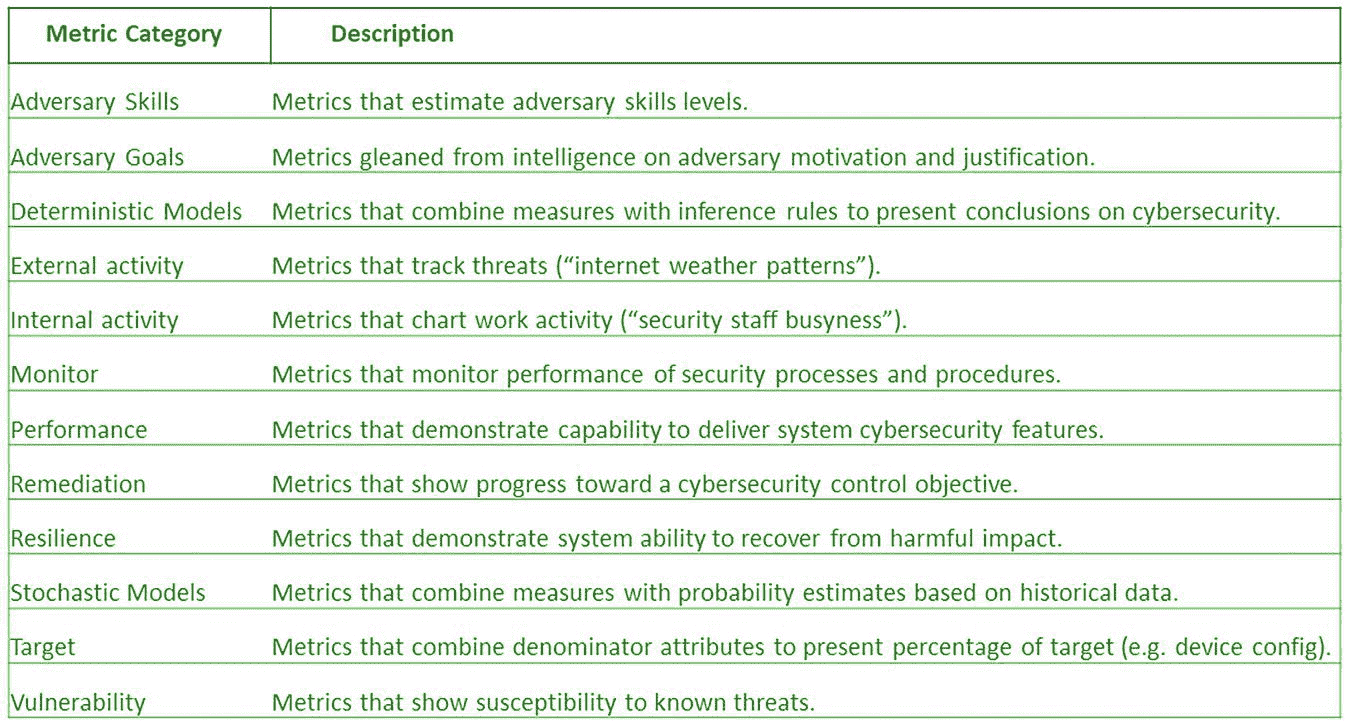 Metric Category Description
Adversary Skills Metrics that estimate adversary skills levels.
Adversary Goals Metrics gleaned from intelligence on adversary motivation and justification.
Deterministic Models Metrics that combine measures with inference rules to present conclusions on cybersecurity.
External activity Metrics that track threats (“internet weather patterns”).
Internal activity Metrics that chart work activity (“security staff busyness”).
Monitor Metrics that monitor performance of security processes and procedures.
Performance Metrics that demonstrate capability to deliver system cybersecurity features.
Remediation Metrics that show progress toward a cybersecurity control objective.
Resilience Metrics that demonstrate system ability to recover from harmful impact.
Stochastic Models Metrics that combine measures with probability estimates based on historical data.
Target Metrics that combine denominator attributes to present percentage of target (e.g. device config).
Vulnerability Metrics that show susceptibility to known threats.